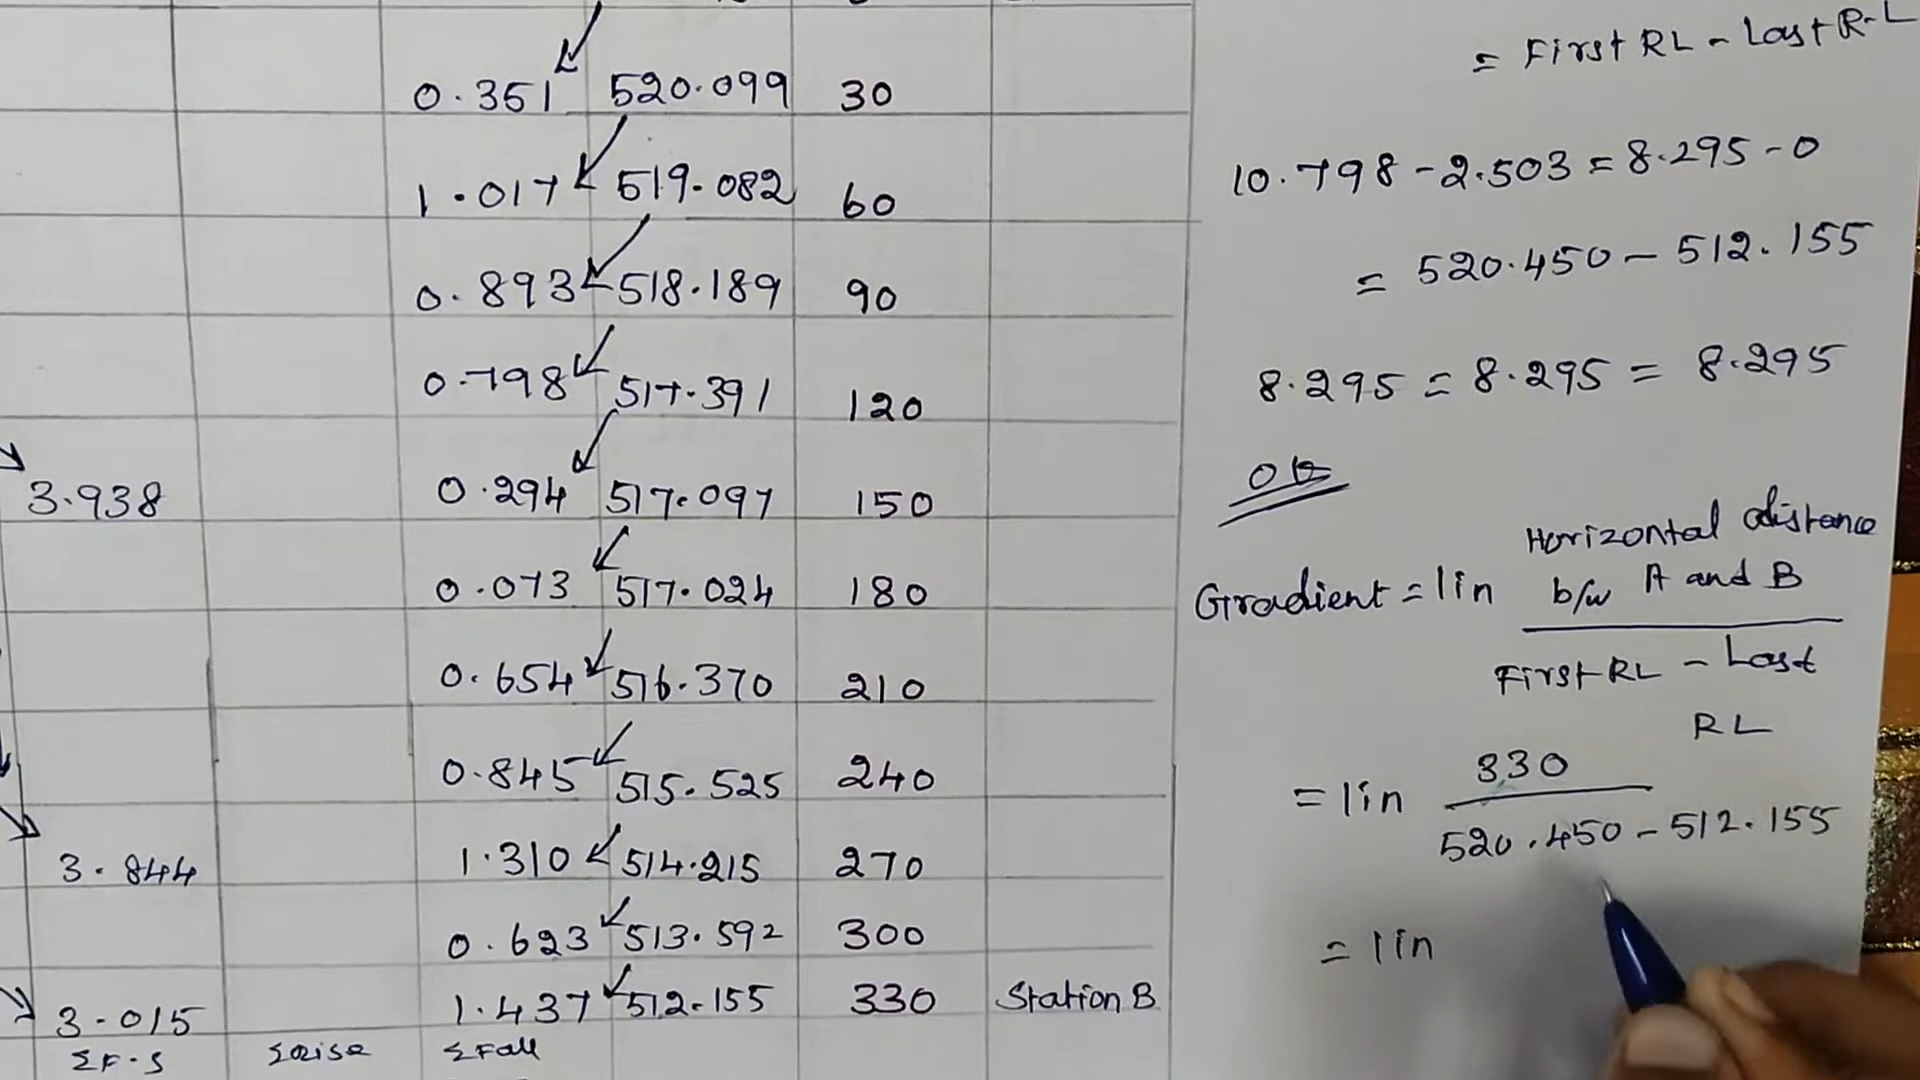 0.351 520.099 30
1.017 519.082 60
0.893 518.189 90
0.798 517.391 120
3.938 0.294 517.097 150
0.073 517.024 180
0.654 516.370 210
0.845 515.525 240
3.844 1.310 514.215 270
0.623 513.592 300
3.015 1.437 512.155 330 Station B
ΣF.S ΣRise ΣFall
= First RL - Last R.L
10.798 - 2.503 = 8.295 - 0
= 520.450 - 512.155
8.295 = 8.295 = 8.295
Ok
Horizontal distance
Gradient = 1 in b/w A and B
First RL - Last
RL
= 1 in 330
520.450 - 512.155
= 1 in